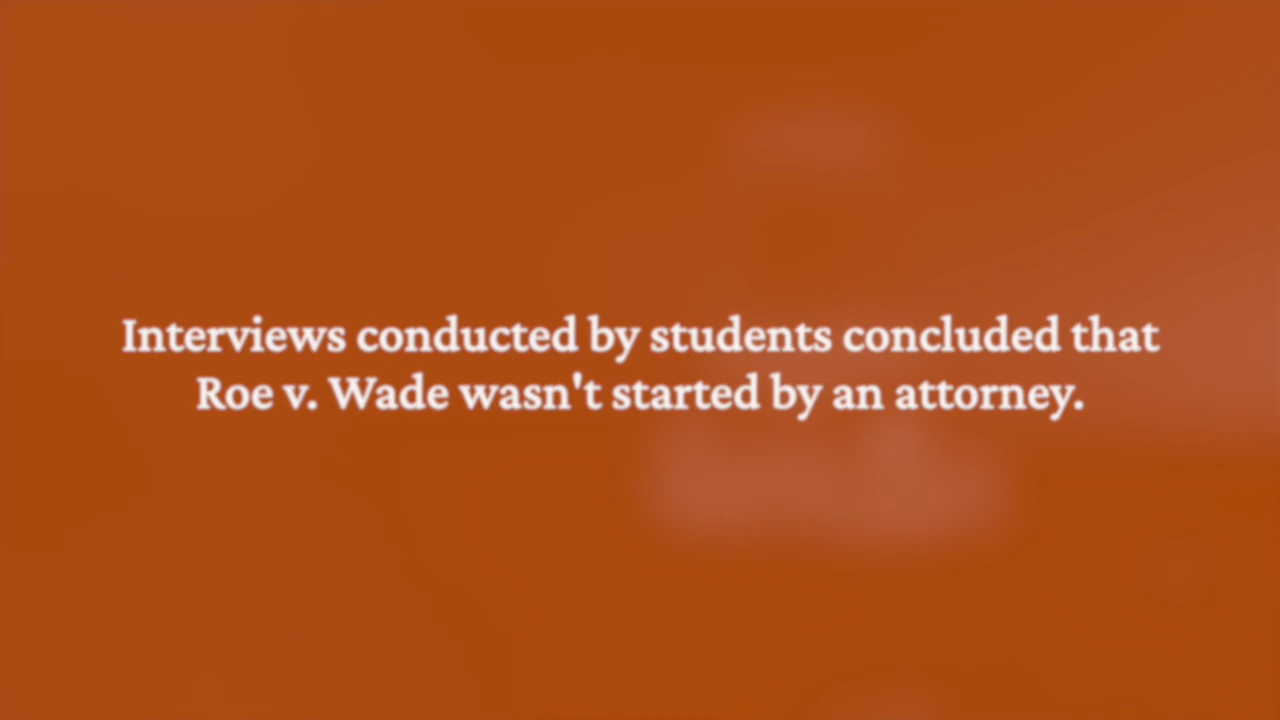 Interviews conducted by students concluded that
Roe v. Wade wasn't started by an attorney.